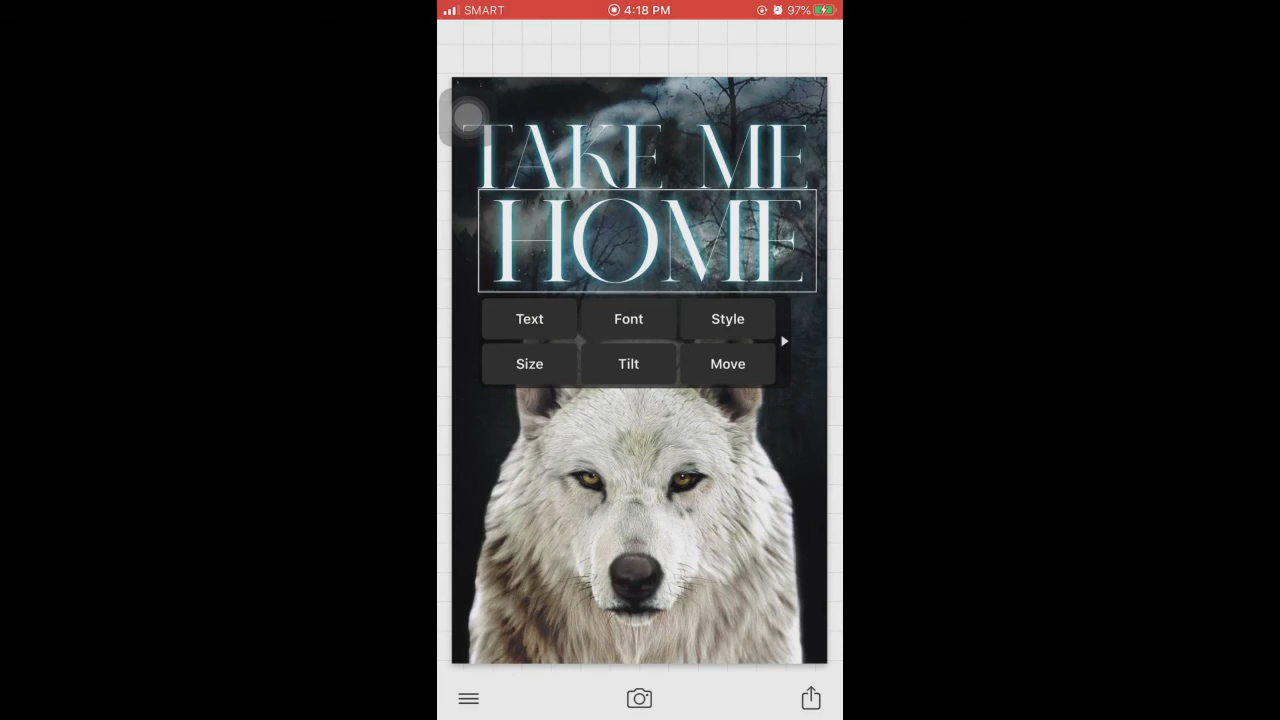 SMART 4:18 PM 97%
TAKE ME
HOME
Text Font Style
Size Tilt Move